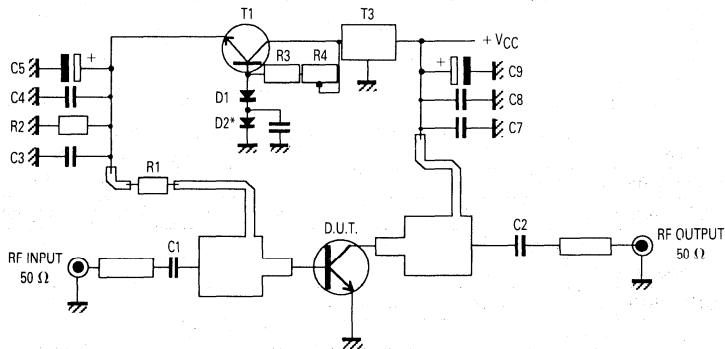 T1
T3
C5
+
R3
R4
+ VCC
+
C9
C4
D1
C8
R2
D2*
C7
C3
R1
D.U.T.
C2
RF OUTPUT
50 Ω
RF INPUT
50 Ω
C1